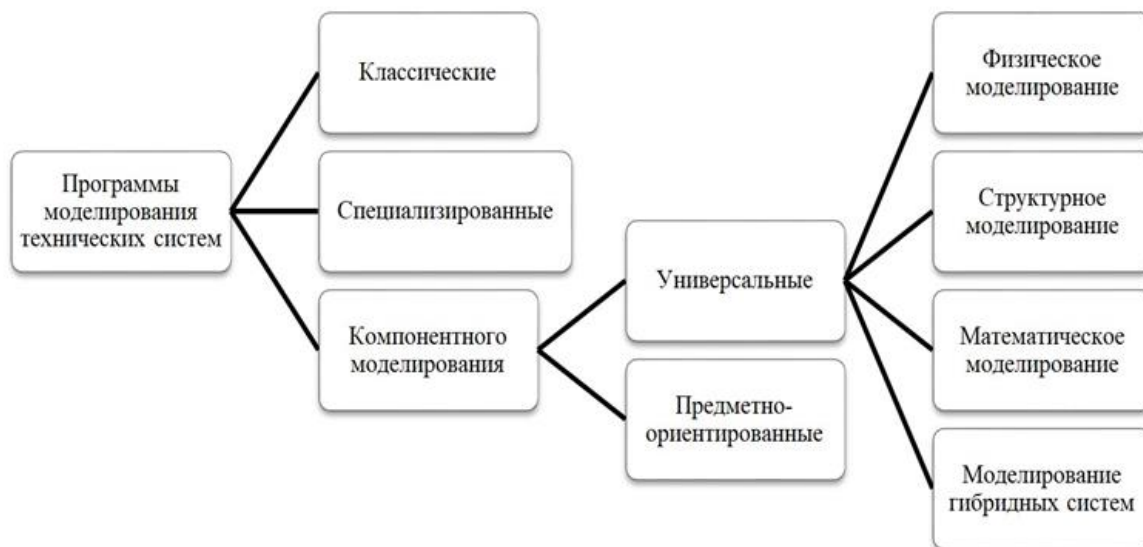 Программы
моделирования
технических систем
Классические
Специализированные
Компонентного
моделирования
Универсальные
Предметно-
ориентированные
Физическое
моделирование
Структурное
моделирование
Математическое
моделирование
Моделирование
гибридных систем